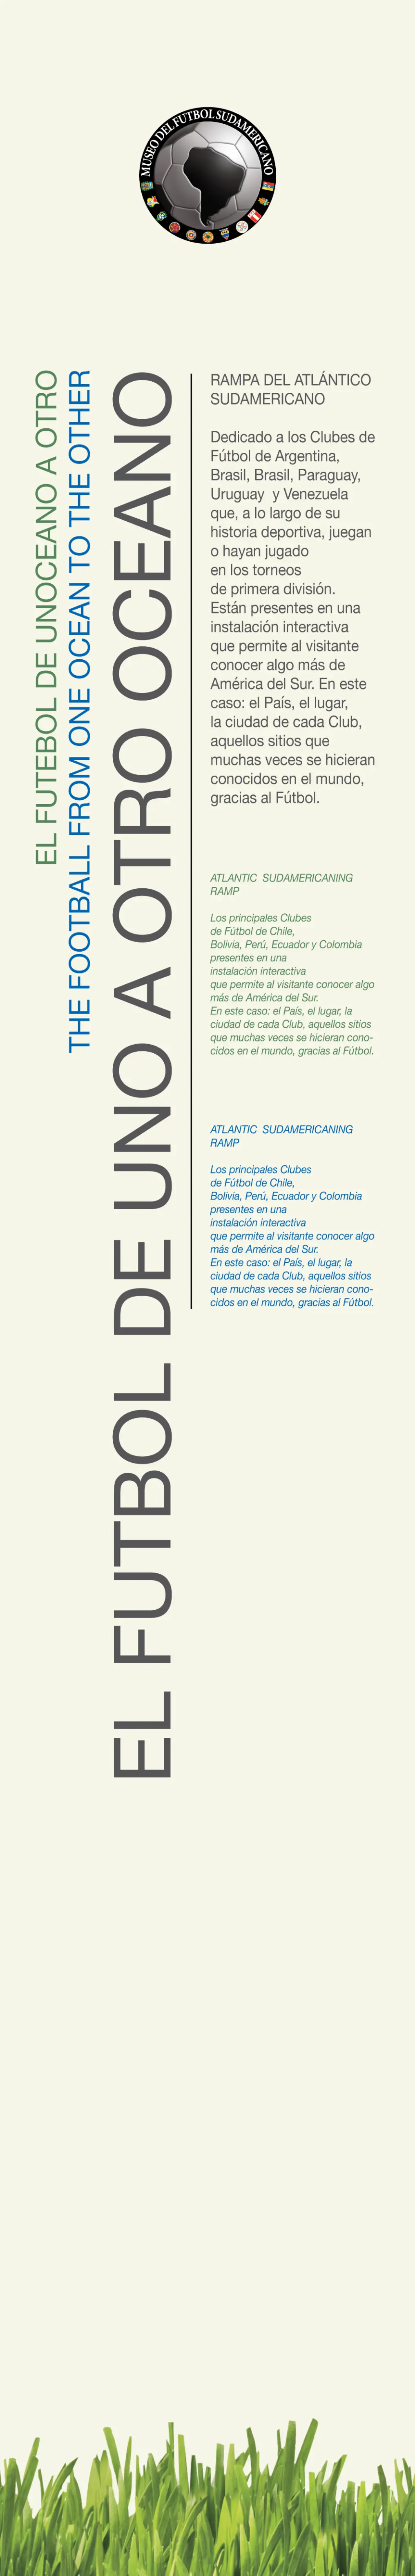 MUSEO DEL FUTBOL SUDAMERICANO
EL FUTEBOL DE UNOCEANO A OTRO
THE FOOTBALL FROM ONE OCEAN TO THE OTHER
EL FUTBOL DE UNO A OTRO OCEANO
RAMPA DEL ATLÁNTICO
SUDAMERICANO
Dedicado a los Clubes de
Fútbol de Argentina,
Brasil, Brasil, Paraguay,
Uruguay  y Venezuela
que, a lo largo de su
historia deportiva, juegan
o hayan jugado
en los torneos
de primera división.
Están presentes en una
instalación interactiva
que permite al visitante
conocer algo más de
América del Sur. En este
caso: el País, el lugar,
la ciudad de cada Club,
aquellos sitios que
muchas veces se hicieran
conocidos en el mundo,
gracias al Fútbol.
ATLANTIC  SUDAMERICANING
RAMP
Los principales Clubes
de Fútbol de Chile,
Bolivia, Perú, Ecuador y Colombia
presentes en una
instalación interactiva
que permite al visitante conocer algo
más de América del Sur.
En este caso: el País, el lugar, la
ciudad de cada Club, aquellos sitios
que muchas veces se hicieran cono-
cidos en el mundo, gracias al Fútbol.
ATLANTIC  SUDAMERICANING
RAMP
Los principales Clubes
de Fútbol de Chile,
Bolivia, Perú, Ecuador y Colombia
presentes en una
instalación interactiva
que permite al visitante conocer algo
más de América del Sur.
En este caso: el País, el lugar, la
ciudad de cada Club, aquellos sitios
que muchas veces se hicieran cono-
cidos en el mundo, gracias al Fútbol.